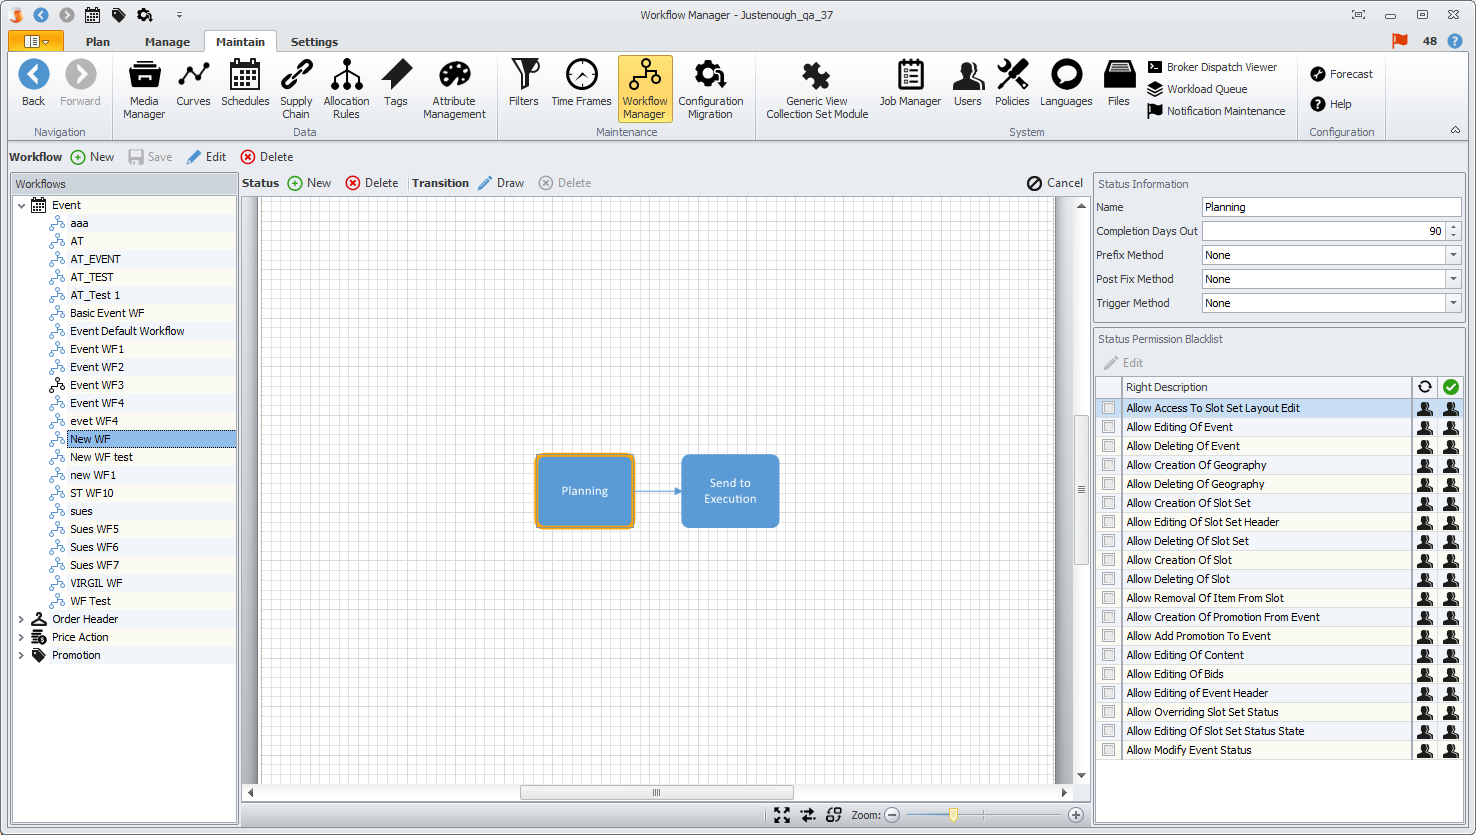 Workflow Manager - Justenough_qa_37
Plan Manage Maintain Settings 48
Back Forward
Navigation
Media Manager Curves Schedules Supply Chain Allocation Rules Tags Attribute Management
Data
Filters Time Frames Workflow Manager Configuration Migration
Maintenance
Generic View Collection Set Module Job Manager Users Policies Languages Files
Broker Dispatch Viewer
Workload Queue
Notification Maintenance
System
Forecast
Help
Configuration
Workflow New Save Edit Delete
Workflows
Event
aaa
AT
AT_EVENT
AT_TEST
AT_Test 1
Basic Event WF
Event Default Workflow
Event WF1
Event WF2
Event WF3
Event WF4
evet WF4
New WF
New WF test
new WF1
ST WF10
sues
Sues WF5
Sues WF6
Sues WF7
VIRGIL WF
WF Test
Order Header
Price Action
Promotion
Status New Delete Transition Draw Delete Cancel
Planning
Send to
Execution
Zoom:
Status Information
Name Planning
Completion Days Out 90
Prefix Method None
Post Fix Method None
Trigger Method None
Status Permission Blacklist
Edit
Right Description
Allow Access To Slot Set Layout Edit
Allow Editing Of Event
Allow Deleting Of Event
Allow Creation Of Geography
Allow Deleting Of Geography
Allow Creation Of Slot Set
Allow Editing Of Slot Set Header
Allow Deleting Of Slot Set
Allow Creation Of Slot
Allow Deleting Of Slot
Allow Removal Of Item From Slot
Allow Creation Of Promotion From Event
Allow Add Promotion To Event
Allow Editing Of Content
Allow Editing Of Bids
Allow Editing of Event Header
Allow Overriding Slot Set Status
Allow Editing Of Slot Set Status State
Allow Modify Event Status